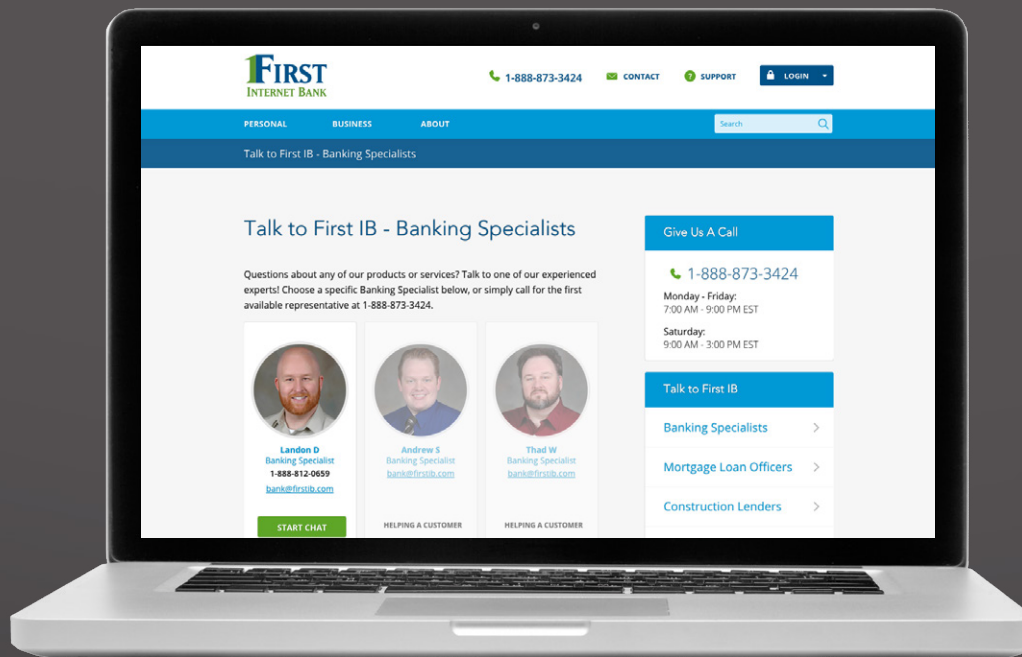 FIRST
INTERNET BANK
1-888-873-3424
CONTACT
? SUPPORT
LOGIN
PERSONAL
BUSINESS
ABOUT
Search
Talk to First IB - Banking Specialists
Talk to First IB - Banking Specialists
Questions about any of our products or services? Talk to one of our experienced
experts! Choose a specific Banking Specialist below, or simply call for the first
available representative at 1-888-873-3424.
Landon D
Banking Specialist
1-888-812-0659
bank@firstib.com
START CHAT
Andrew S
Banking Specialist
bank@firstib.com
HELPING A CUSTOMER
Thad W
Banking Specialist
bank@firstib.com
HELPING A CUSTOMER
Give Us A Call
1-888-873-3424
Monday - Friday:
7:00 AM - 9:00 PM EST
Saturday:
9:00 AM - 3:00 PM EST
Talk to First IB
Banking Specialists
Mortgage Loan Officers
Construction Lenders